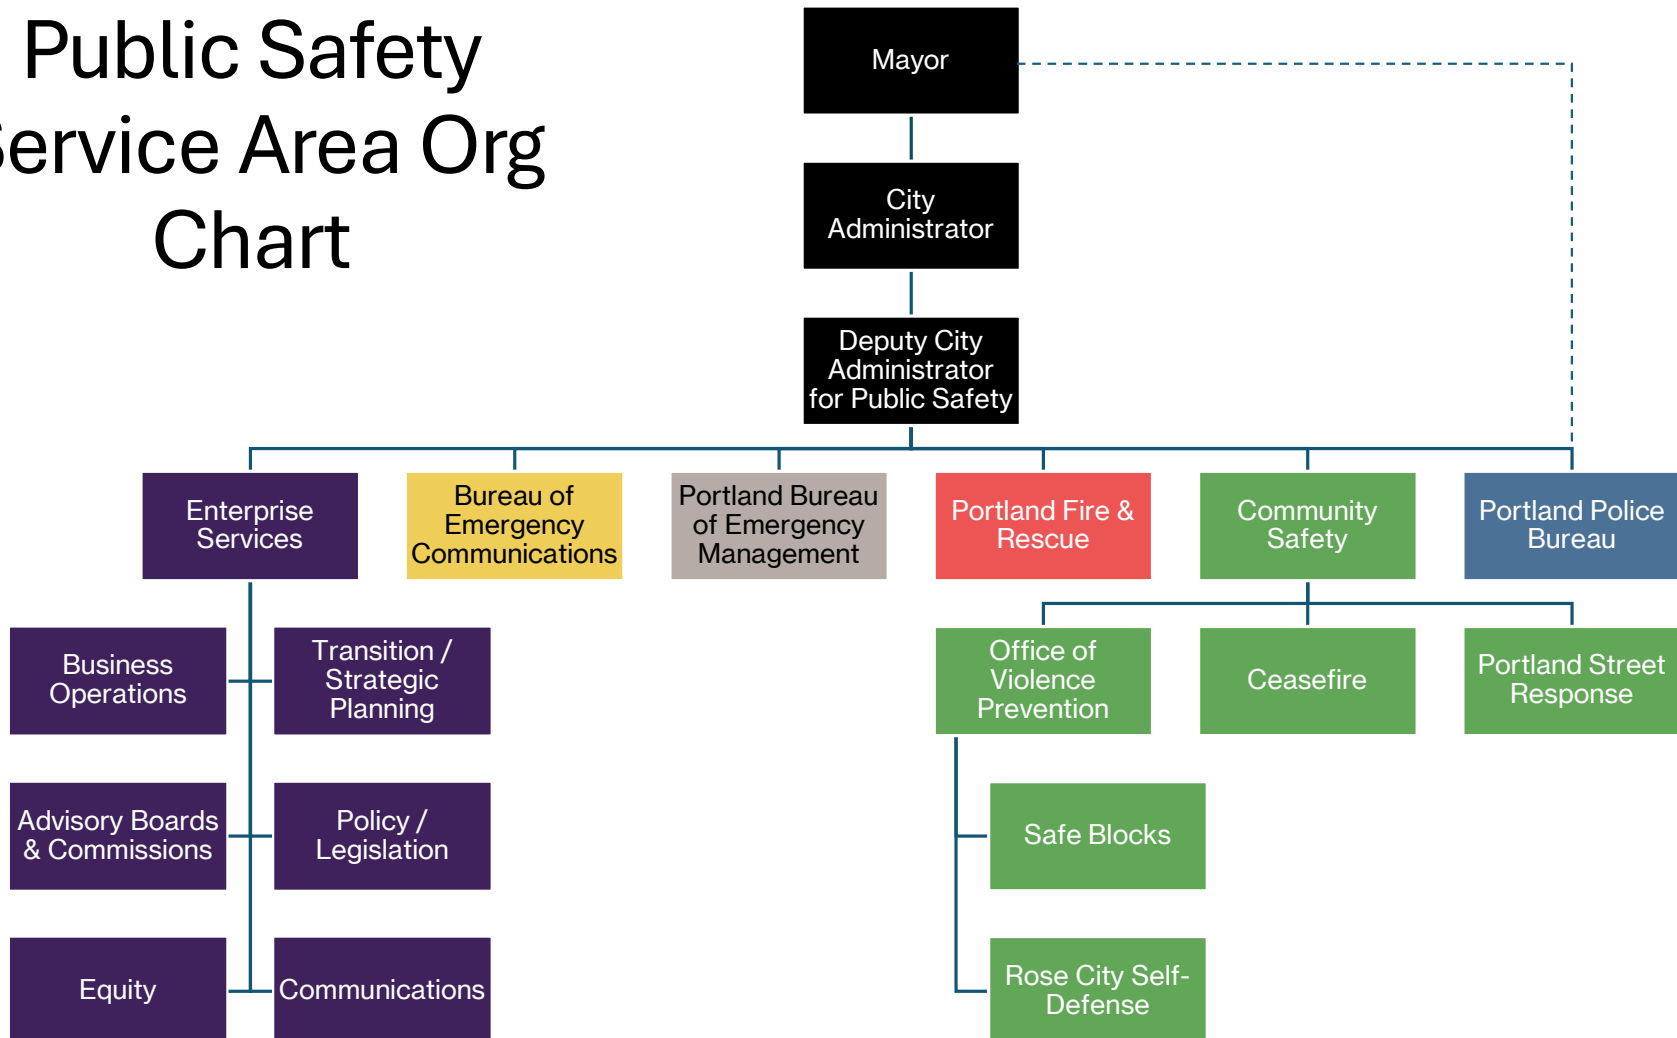 Public Safety
Service Area Org
Chart
Mayor
City
Administrator
Deputy City
Administrator
for Public Safety
Enterprise
Services
Bureau of
Emergency
Communications
Portland Bureau
of Emergency
Management
Portland Fire &
Rescue
Community
Safety
Portland Police
Bureau
Business
Operations
Transition /
Strategic
Planning
Office of
Violence
Prevention
Ceasefire
Portland Street
Response
Advisory Boards
& Commissions
Policy /
Legislation
Safe Blocks
Equity
Communications
Rose City Self-
Defense